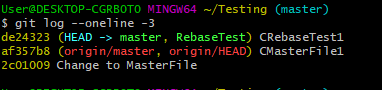 User@DESKTOP-CGRBOTO MINGW64 ~/Testing (master)
$ git log --oneline -3
de24323 (HEAD -> master, RebaseTest) CRebaseTest1
af357b8 (origin/master, origin/HEAD) CMasterFile1
2c01009 Change to MasterFile